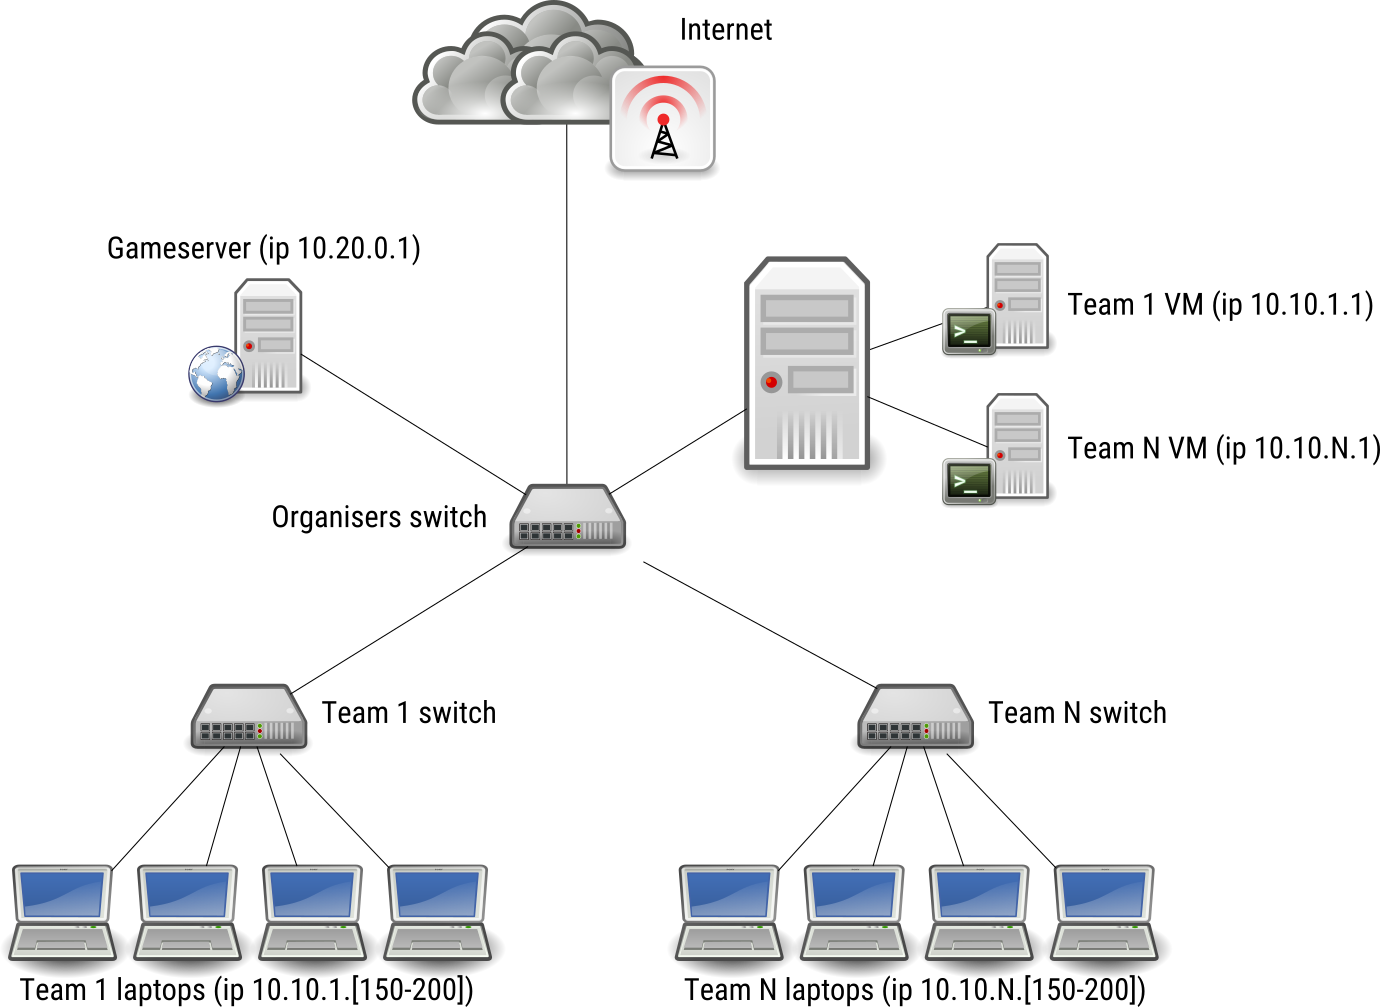 Internet
Gameserver (ip 10.20.0.1)
Team 1 VM (ip 10.10.1.1)
>_
Team N VM (ip 10.10.N.1)
>_
Organisers switch
Team 1 switch
Team N switch
Team 1 laptops (ip 10.10.1.[150-200])
Team N laptops (ip 10.10.N.[150-200])